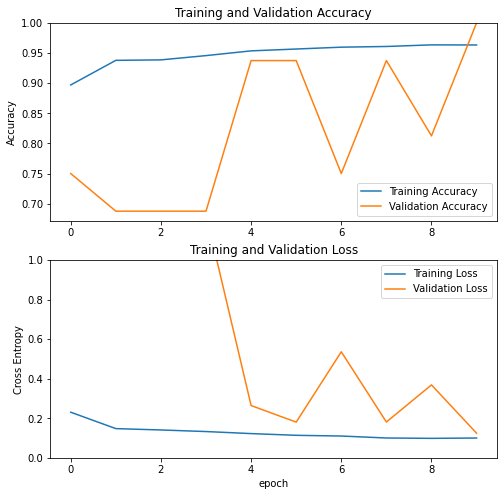 Training and Validation Accuracy
1.00
0.95
0.90
0.85
0.80
0.75
0.70
Accuracy
Training Accuracy
Validation Accuracy
0 2 4 6 8
Training and Validation Loss
1.0
0.8
0.6
0.4
0.2
0.0
Cross Entropy
Training Loss
Validation Loss
0 2 4 6 8
epoch